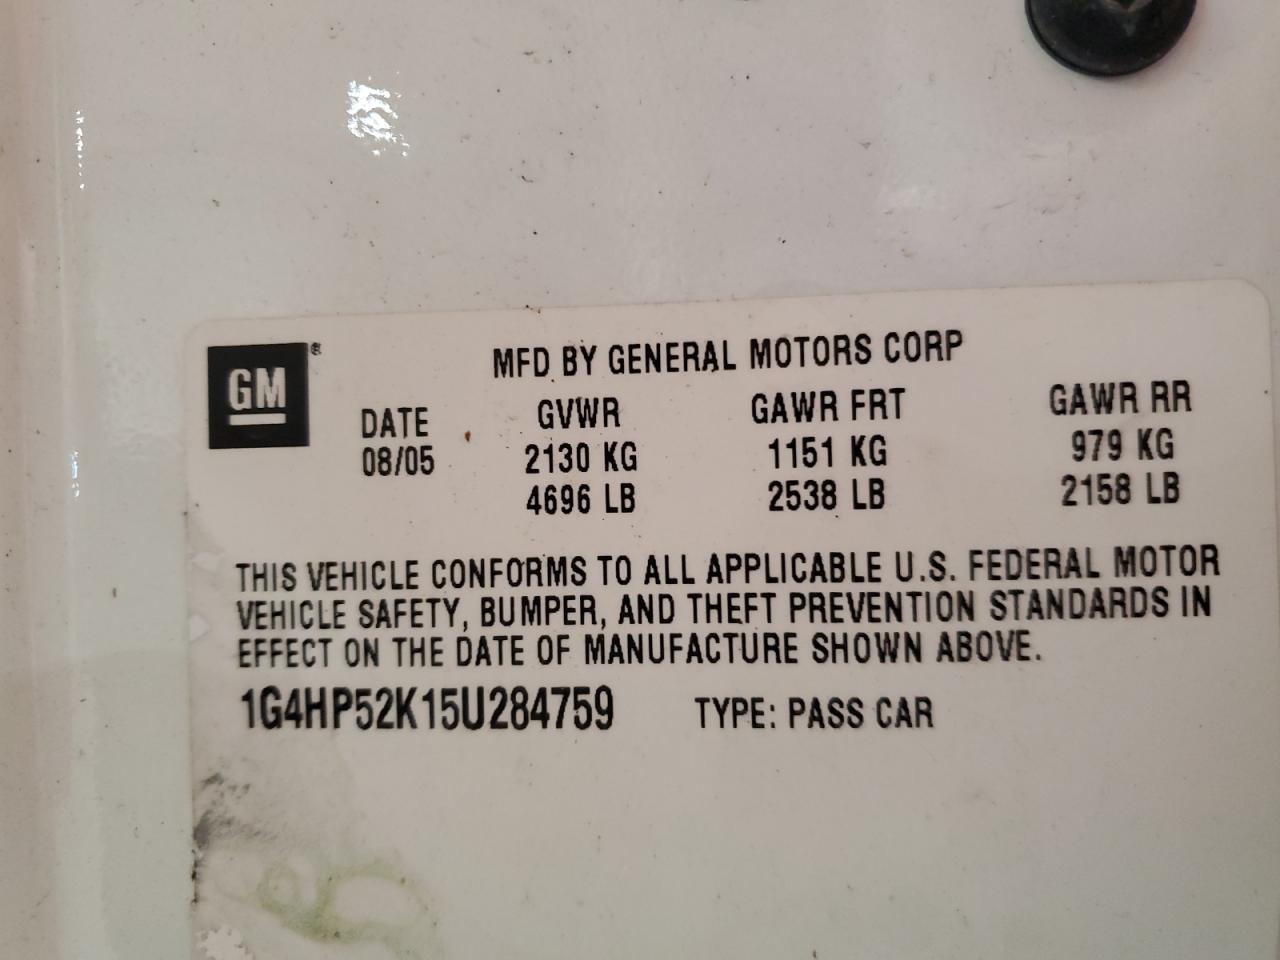 GM®
MFD BY GENERAL MOTORS CORP
DATE GVWR GAWR FRT GAWR RR
08/05 2130 KG 1151 KG 979 KG
4696 LB 2538 LB 2158 LB
THIS VEHICLE CONFORMS TO ALL APPLICABLE U.S. FEDERAL MOTOR
VEHICLE SAFETY, BUMPER, AND THEFT PREVENTION STANDARDS IN
EFFECT ON THE DATE OF MANUFACTURE SHOWN ABOVE.
1G4HP52K15U284759 TYPE: PASS CAR